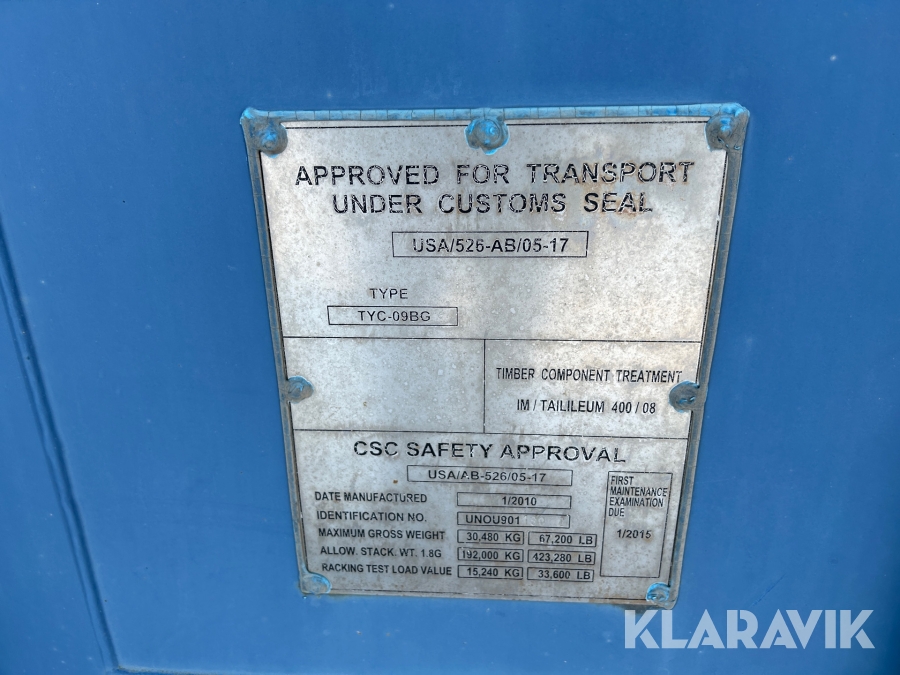 APPROVED FOR TRANSPORT
UNDER CUSTOMS SEAL
USA/526-AB/05-17
TYPE
TYC-09BG
TIMBER COMPONENT TREATMENT
IM / TAILILEUM 400 / 08
CSC SAFETY APPROVAL
USA/AB-526/05-17
DATE MANUFACTURED 1/2010
IDENTIFICATION NO. UNOU901
MAXIMUM GROSS WEIGHT 30,480 KG 67,200 LB
ALLOW. STACK. WT. 1.8G 192,000 KG 423,280 LB
RACKING TEST LOAD VALUE 15,240 KG 33,600 LB
FIRST
MAINTENANCE
EXAMINATION
DUE
1/2015
KLARAVIK